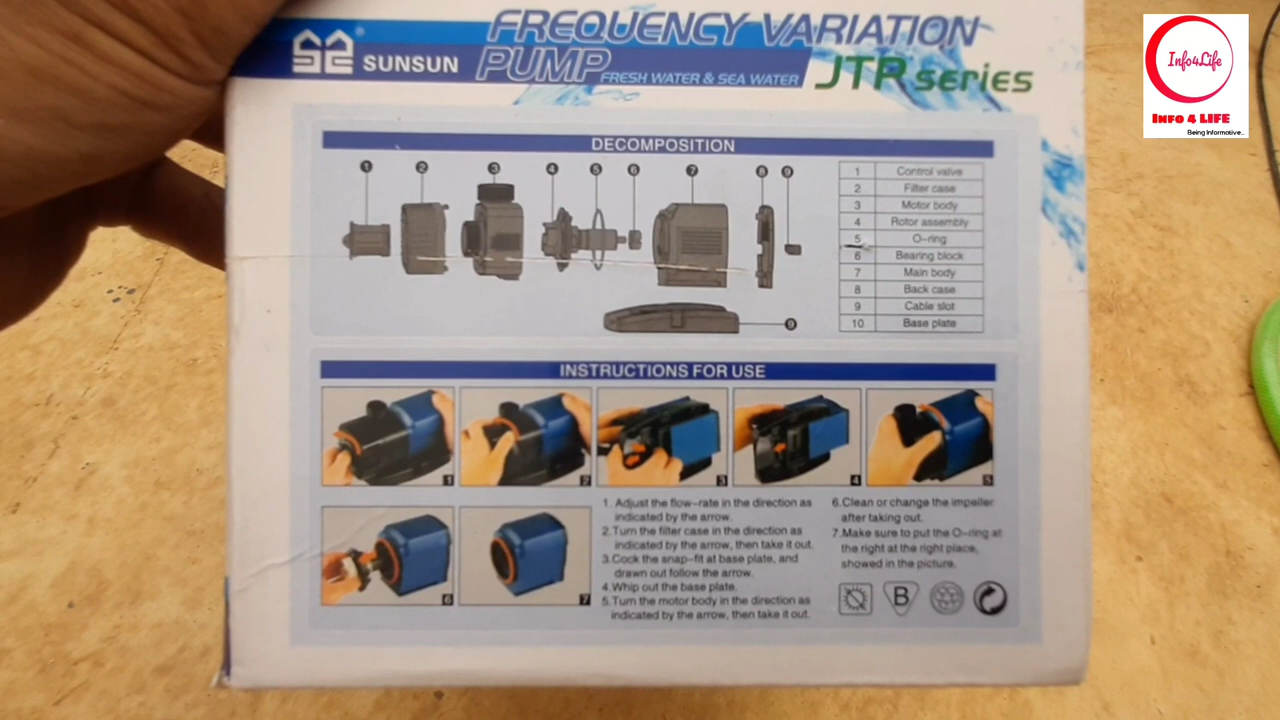 FREQUENCY VARIATION
SUNSUN PUMP FRESH WATER & SEA WATER JTP series
Info4Life
INFO 4 LIFE
Being Informative..
DECOMPOSITION
1 2 3 4 5 6 7 8 9
1 Control valve
2 Filter case
3 Motor body
4 Rotor assembly
5 O-ring
6 Bearing block
7 Main body
8 Back case
9 Cable slot
10 Base plate
9
INSTRUCTIONS FOR USE
1 2 3 4 5
6 7
1. Adjust the flow-rate in the direction as
indicated by the arrow.
2.Turn the filter case in the direction as
indicated by the arrow, then take it out.
3.Cock the snap-fit at base plate, and
drawn out follow the arrow.
4.Whip out the base plate.
5.Turn the motor body in the direction as
indicated by the arrow, then take it out.
6.Clean or change the impeller
after taking out.
7.Make sure to put the O-ring at
the right at the right place,
showed in the picture.
B